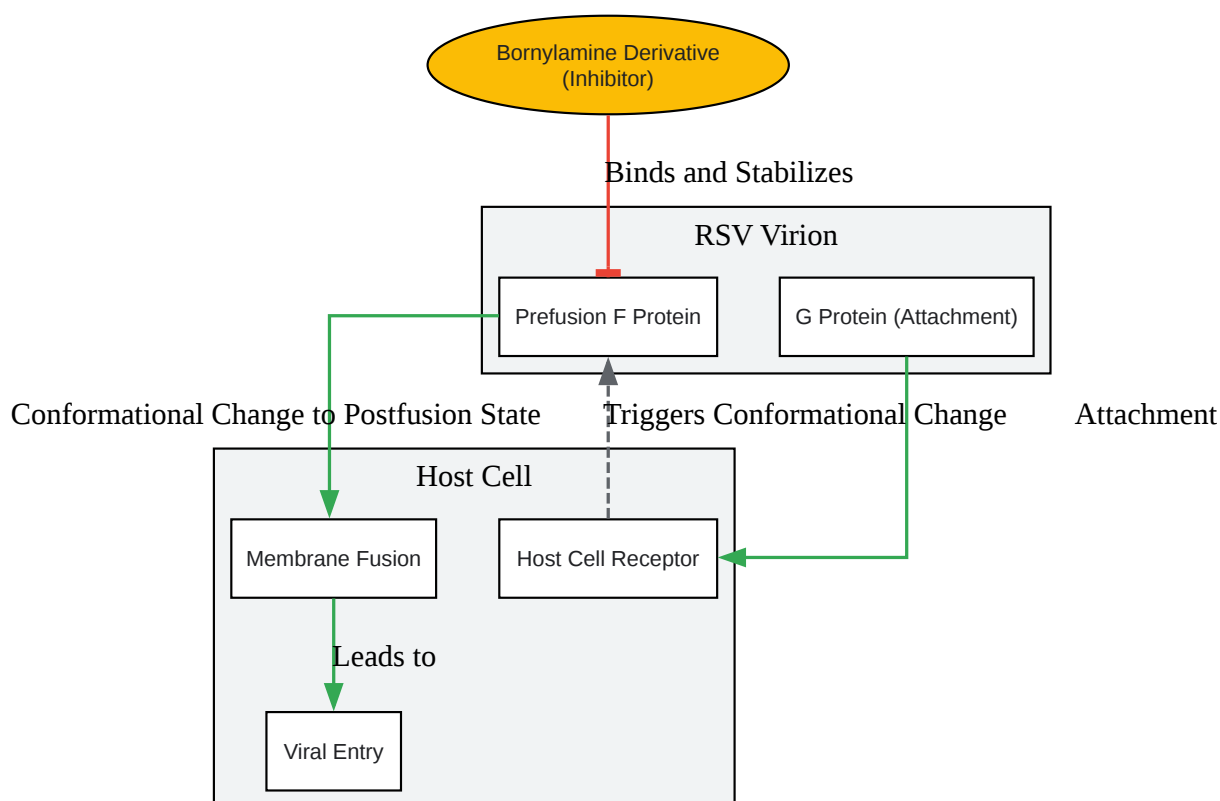 Bornylamine Derivative
(Inhibitor)
Binds and Stabilizes
RSV Virion
Prefusion F Protein
G Protein (Attachment)
Conformational Change to Postfusion State
Triggers Conformational Change
Attachment
Host Cell
Membrane Fusion
Host Cell Receptor
Leads to
Viral Entry